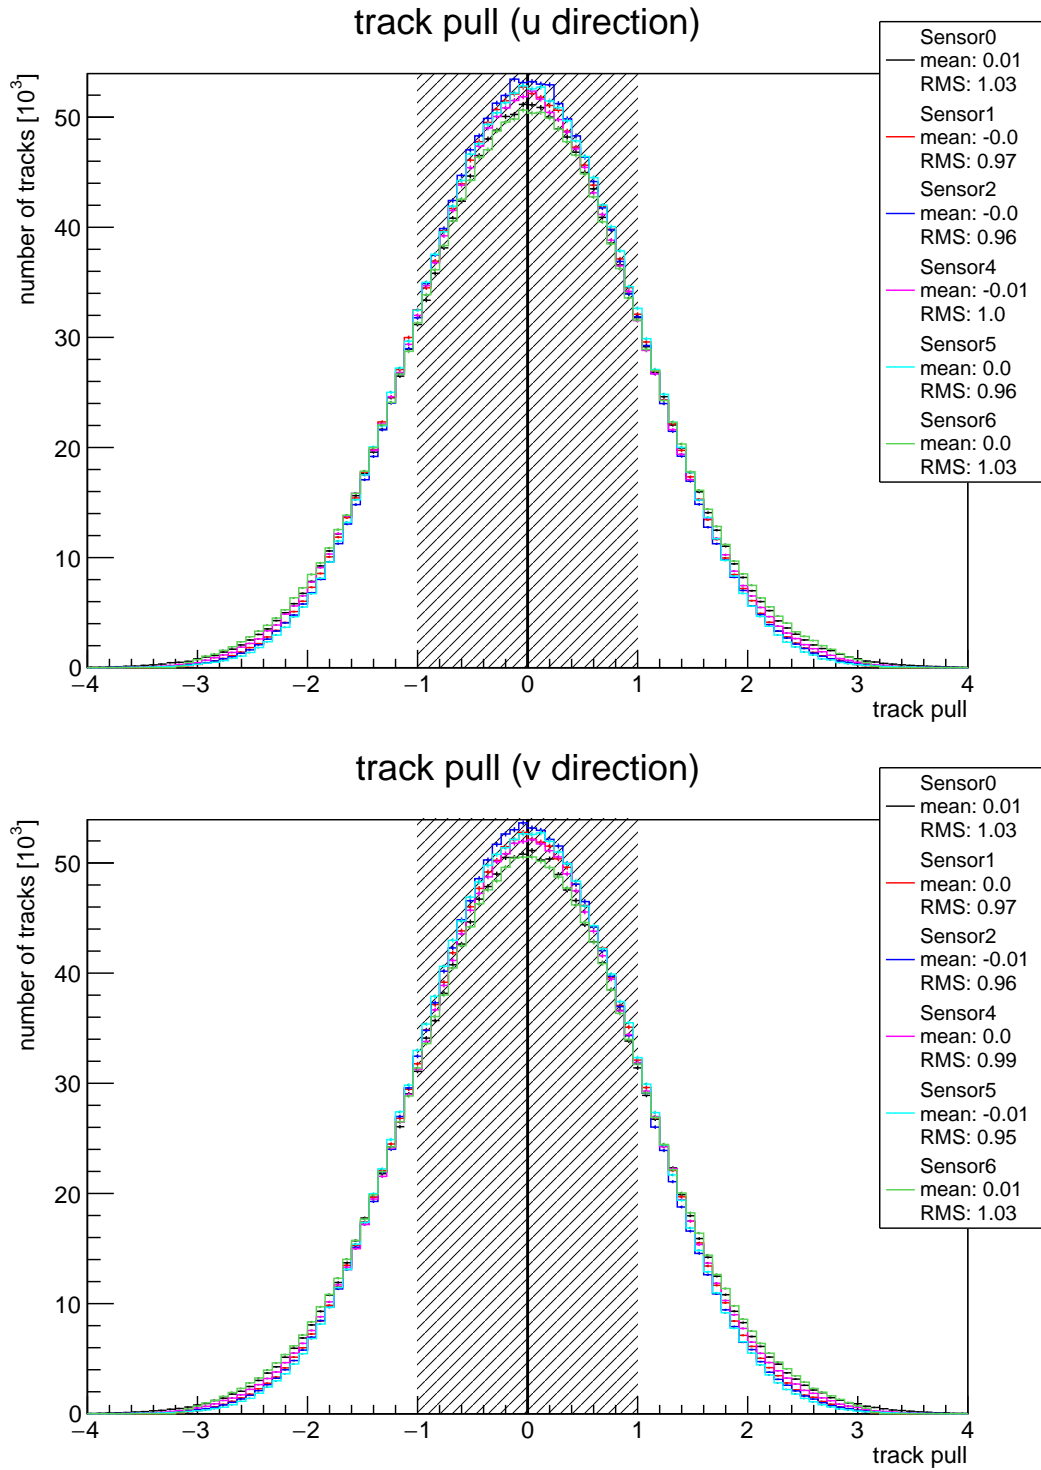 track pull (u direction)
number of tracks [10³]
50
40
30
20
10
0
−4
−3
−2
−1
0
1
2
3
4
track pull
Sensor0
mean: 0.01
RMS: 1.03
Sensor1
mean: -0.0
RMS: 0.97
Sensor2
mean: -0.0
RMS: 0.96
Sensor4
mean: -0.01
RMS: 1.0
Sensor5
mean: 0.0
RMS: 0.96
Sensor6
mean: 0.0
RMS: 1.03
track pull (v direction)
number of tracks [10³]
50
40
30
20
10
0
−4
−3
−2
−1
0
1
2
3
4
track pull
Sensor0
mean: 0.01
RMS: 1.03
Sensor1
mean: 0.0
RMS: 0.97
Sensor2
mean: -0.01
RMS: 0.96
Sensor4
mean: 0.0
RMS: 0.99
Sensor5
mean: -0.01
RMS: 0.95
Sensor6
mean: 0.01
RMS: 1.03